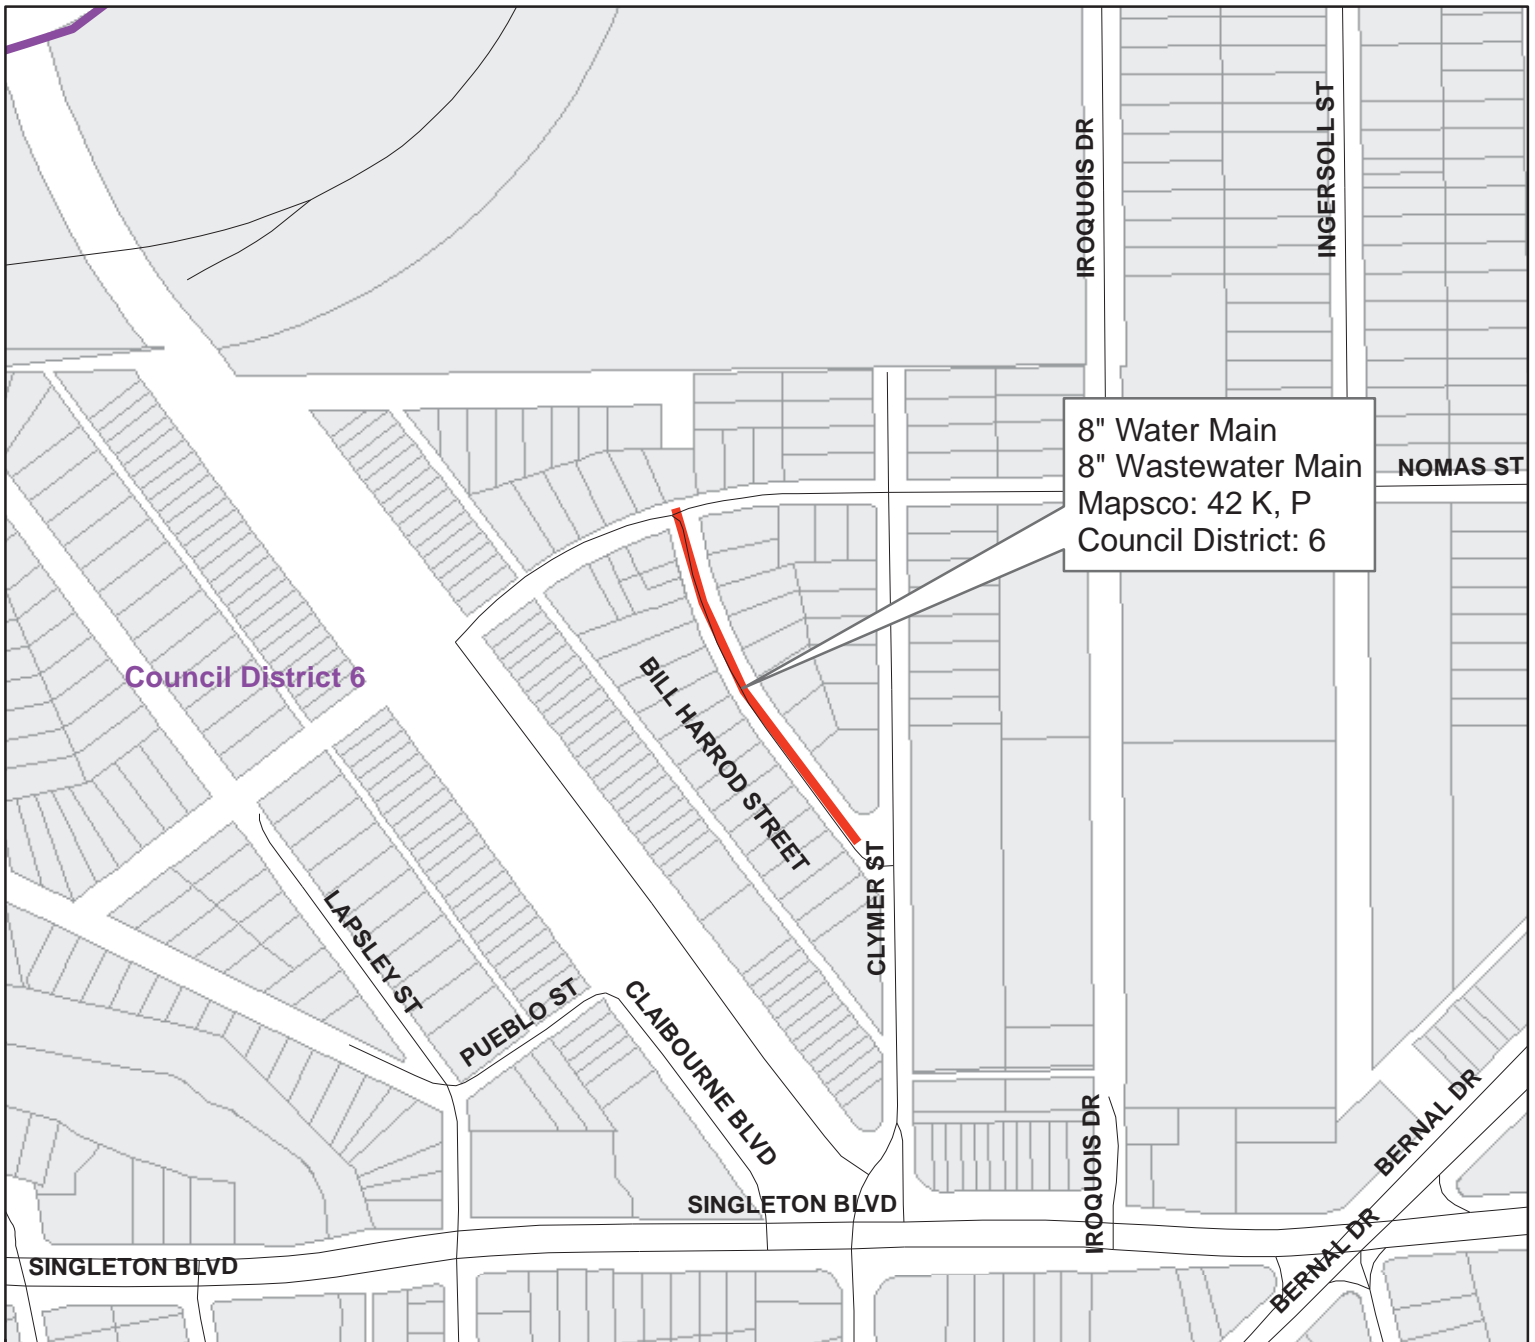 IROQUOIS DR
INGERSOLL ST
8" Water Main
8" Wastewater Main
Mapsco: 42 K, P
Council District: 6
NOMAS ST
Council District 6
BILL HARROD STREET
CLYMER ST
LAPSLEY ST
PUEBLO ST
CLAIBOURNE BLVD
IROQUOIS DR
BERNAL DR
SINGLETON BLVD
BERNAL DR
SINGLETON BLVD